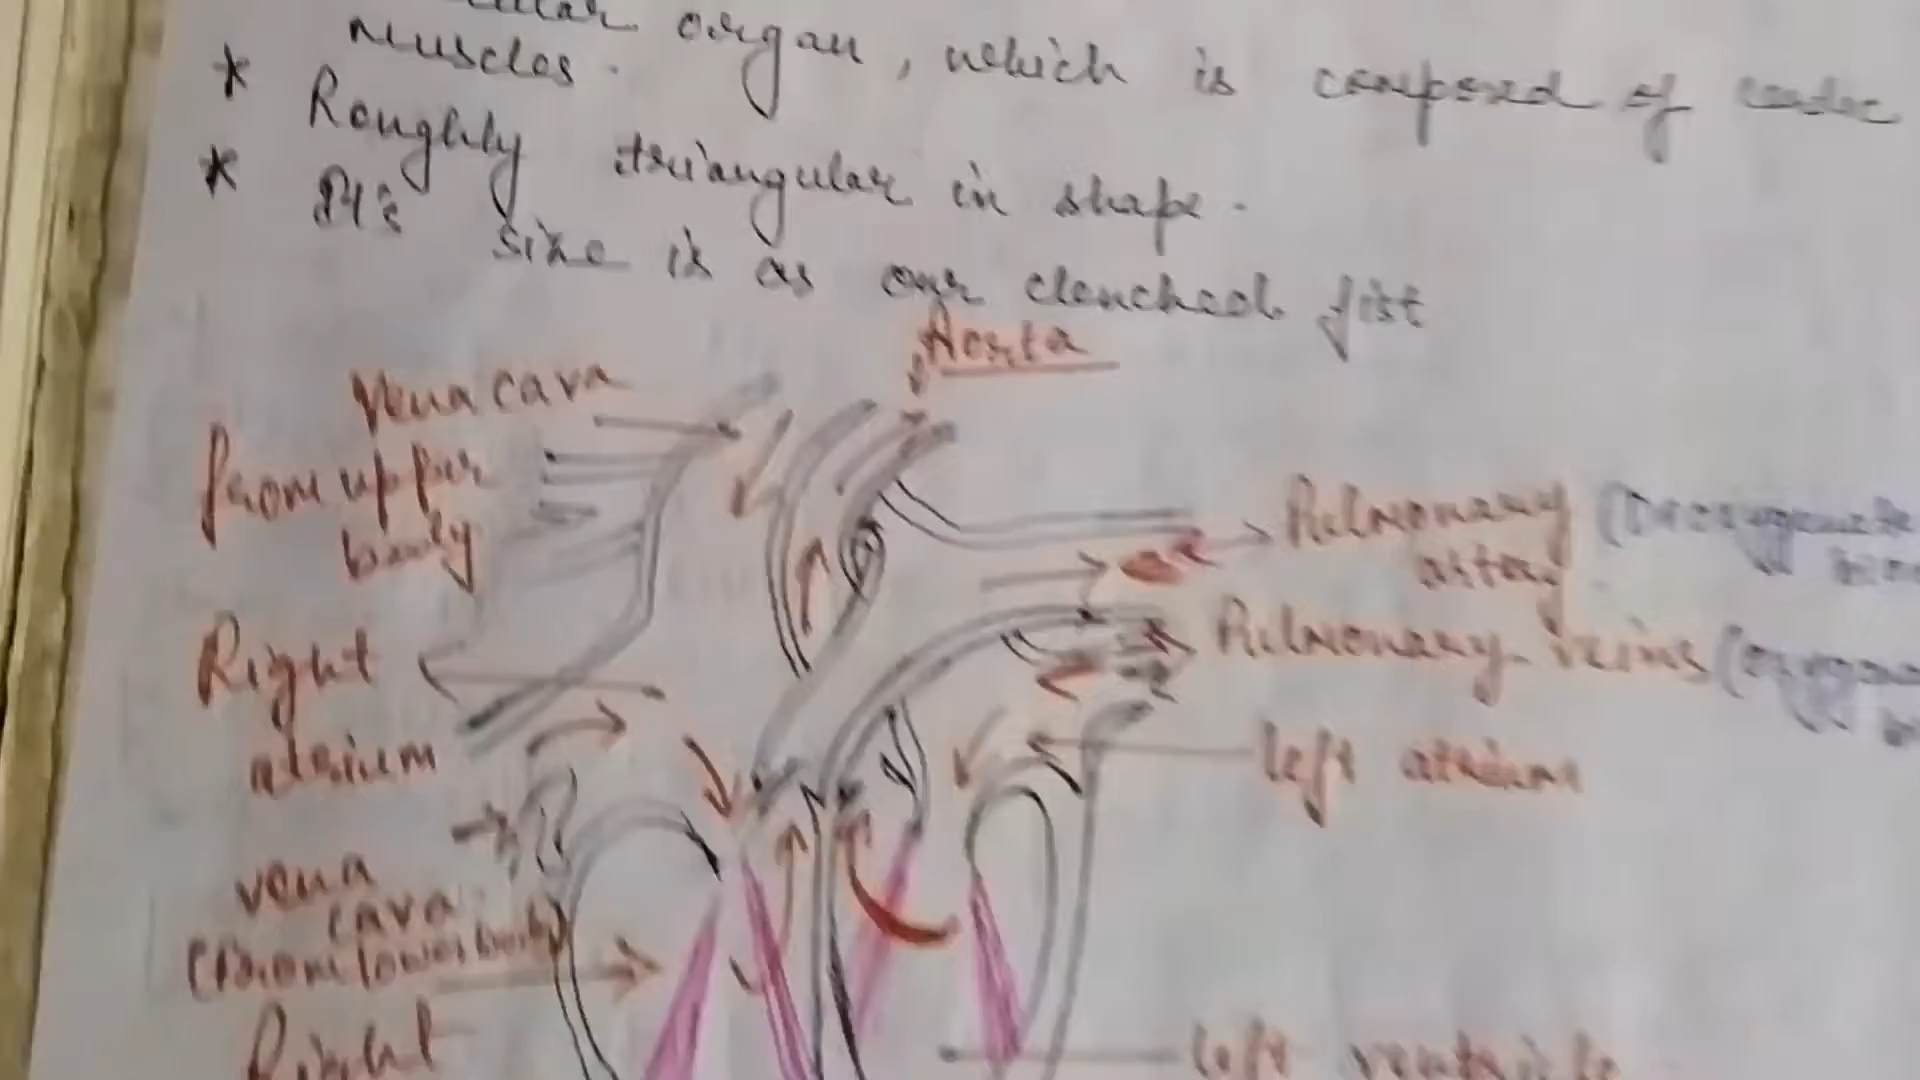 organ, which is composed of
muscles.
* Roughly triangular in shape.
* It's size is as our clenched fist
Aorta
Vena cava
from upper
body
Pulmonary
artery
Pulmonary veins
Right
atrium
left atrium
vena
cava
(from lower body)
Right
left ventricle